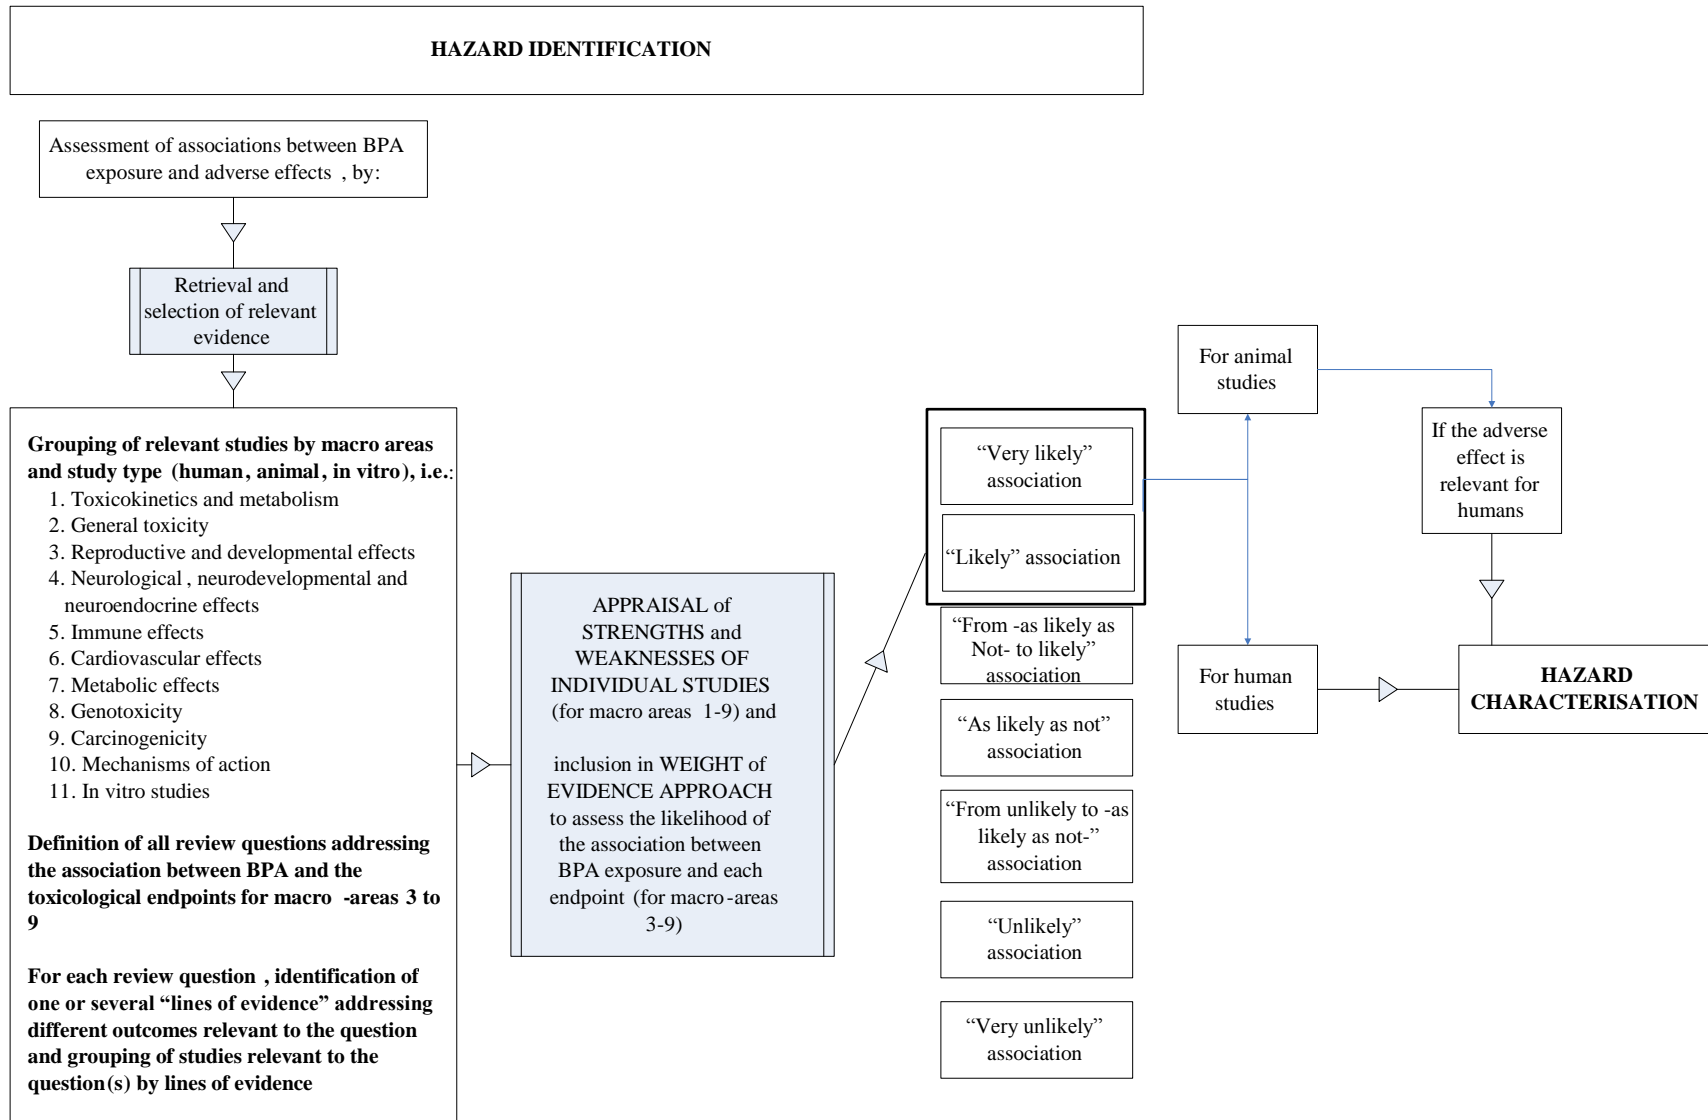 HAZARD IDENTIFICATION
Assessment of associations between BPA
exposure and adverse effects , by:
Retrieval and
selection of relevant
evidence
Grouping of relevant studies by macro areas
and study type (human, animal, in vitro), i.e.:
1. Toxicokinetics and metabolism
2. General toxicity
3. Reproductive and developmental effects
4. Neurological , neurodevelopmental and
neuroendocrine effects
5. Immune effects
6. Cardiovascular effects
7. Metabolic effects
8. Genotoxicity
9. Carcinogenicity
10. Mechanisms of action
11. In vitro studies
Definition of all review questions addressing
the association between BPA and the
toxicological endpoints for macro -areas 3 to
9
For each review question , identification of
one or several “lines of evidence” addressing
different outcomes relevant to the question
and grouping of studies relevant to the
question(s) by lines of evidence
APPRAISAL of
STRENGTHS and
WEAKNESSES OF
INDIVIDUAL STUDIES
(for macro areas 1-9) and
inclusion in WEIGHT of
EVIDENCE APPROACH
to assess the likelihood of
the association between
BPA exposure and each
endpoint (for macro-areas
3-9)
“Very likely”
association
“Likely” association
“From -as likely as
Not- to likely”
association
“As likely as not”
association
“From unlikely to -as
likely as not-”
association
“Unlikely”
association
“Very unlikely”
association
For animal
studies
If the adverse
effect is
relevant for
humans
For human
studies
HAZARD
CHARACTERISATION